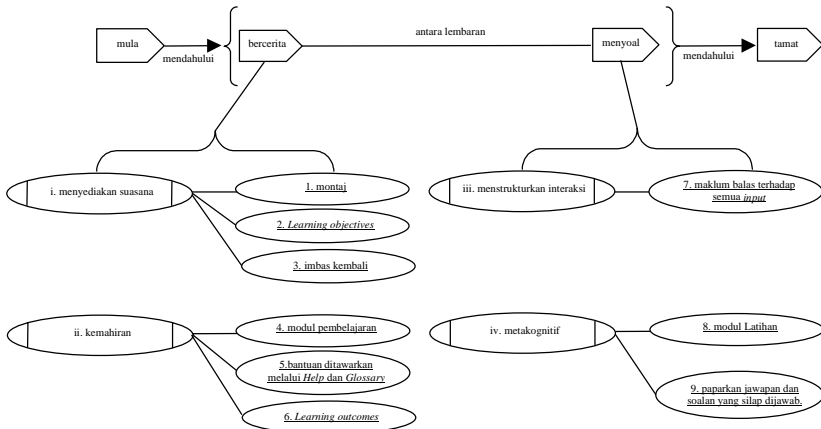 antara lembaran
mula
bercerita
menyoal
tamat
mendahului
mendahului
i. menyediakan suasana
1. montaj
2. Learning objectives
3. imbas kembali
iii. menstrukturkan interaksi
7. maklum balas terhadap
semua input
ii. kemahiran
4. modul pembelajaran
5.bantuan ditawarkan
melalui Help dan Glossary
6. Learning outcomes
iv. metakognitif
8. modul Latihan
9. paparkan jawapan dan
soalan yang silap dijawab.